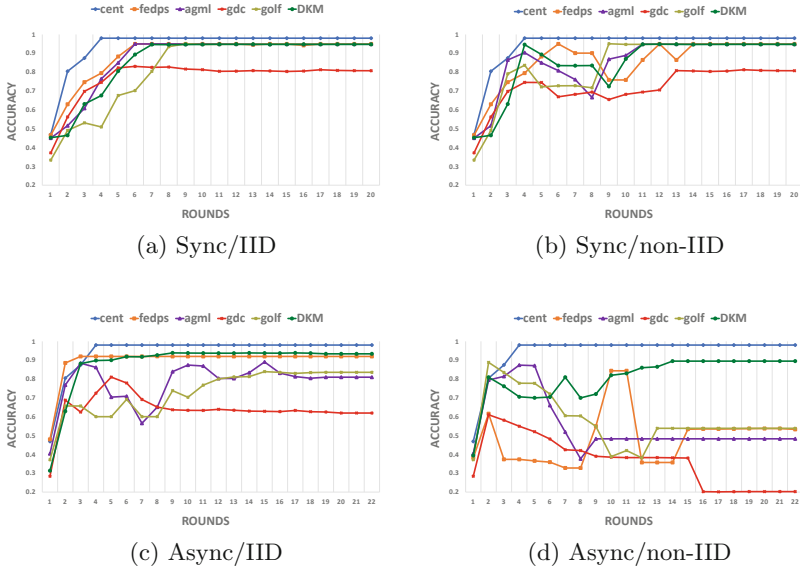 cent fedps agml gdc golf DKM
cent fedps agml gdc golf DKM
ACCURACY
1
0.9
0.8
0.7
0.6
0.5
0.4
0.3
0.2
1 2 3 4 5 6 7 8 9 10 11 12 13 14 15 16 17 18 19 20
ROUNDS
(a) Sync/IID
ACCURACY
1
0.9
0.8
0.7
0.6
0.5
0.4
0.3
0.2
1 2 3 4 5 6 7 8 9 10 11 12 13 14 15 16 17 18 19 20
ROUNDS
(b) Sync/non-IID
cent fedps agml gdc golf DKM
ACCURACY
1
0.9
0.8
0.7
0.6
0.5
0.4
0.3
0.2
1 2 3 4 5 6 7 8 9 10 11 12 13 14 15 16 17 18 19 20 21 22
ROUNDS
(c) Async/IID
cent fedps agml gdc golf DKM
ACCURACY
1
0.9
0.8
0.7
0.6
0.5
0.4
0.3
0.2
1 2 3 4 5 6 7 8 9 10 11 12 13 14 15 16 17 18 19 20 21 22
ROUNDS
(d) Async/non-IID